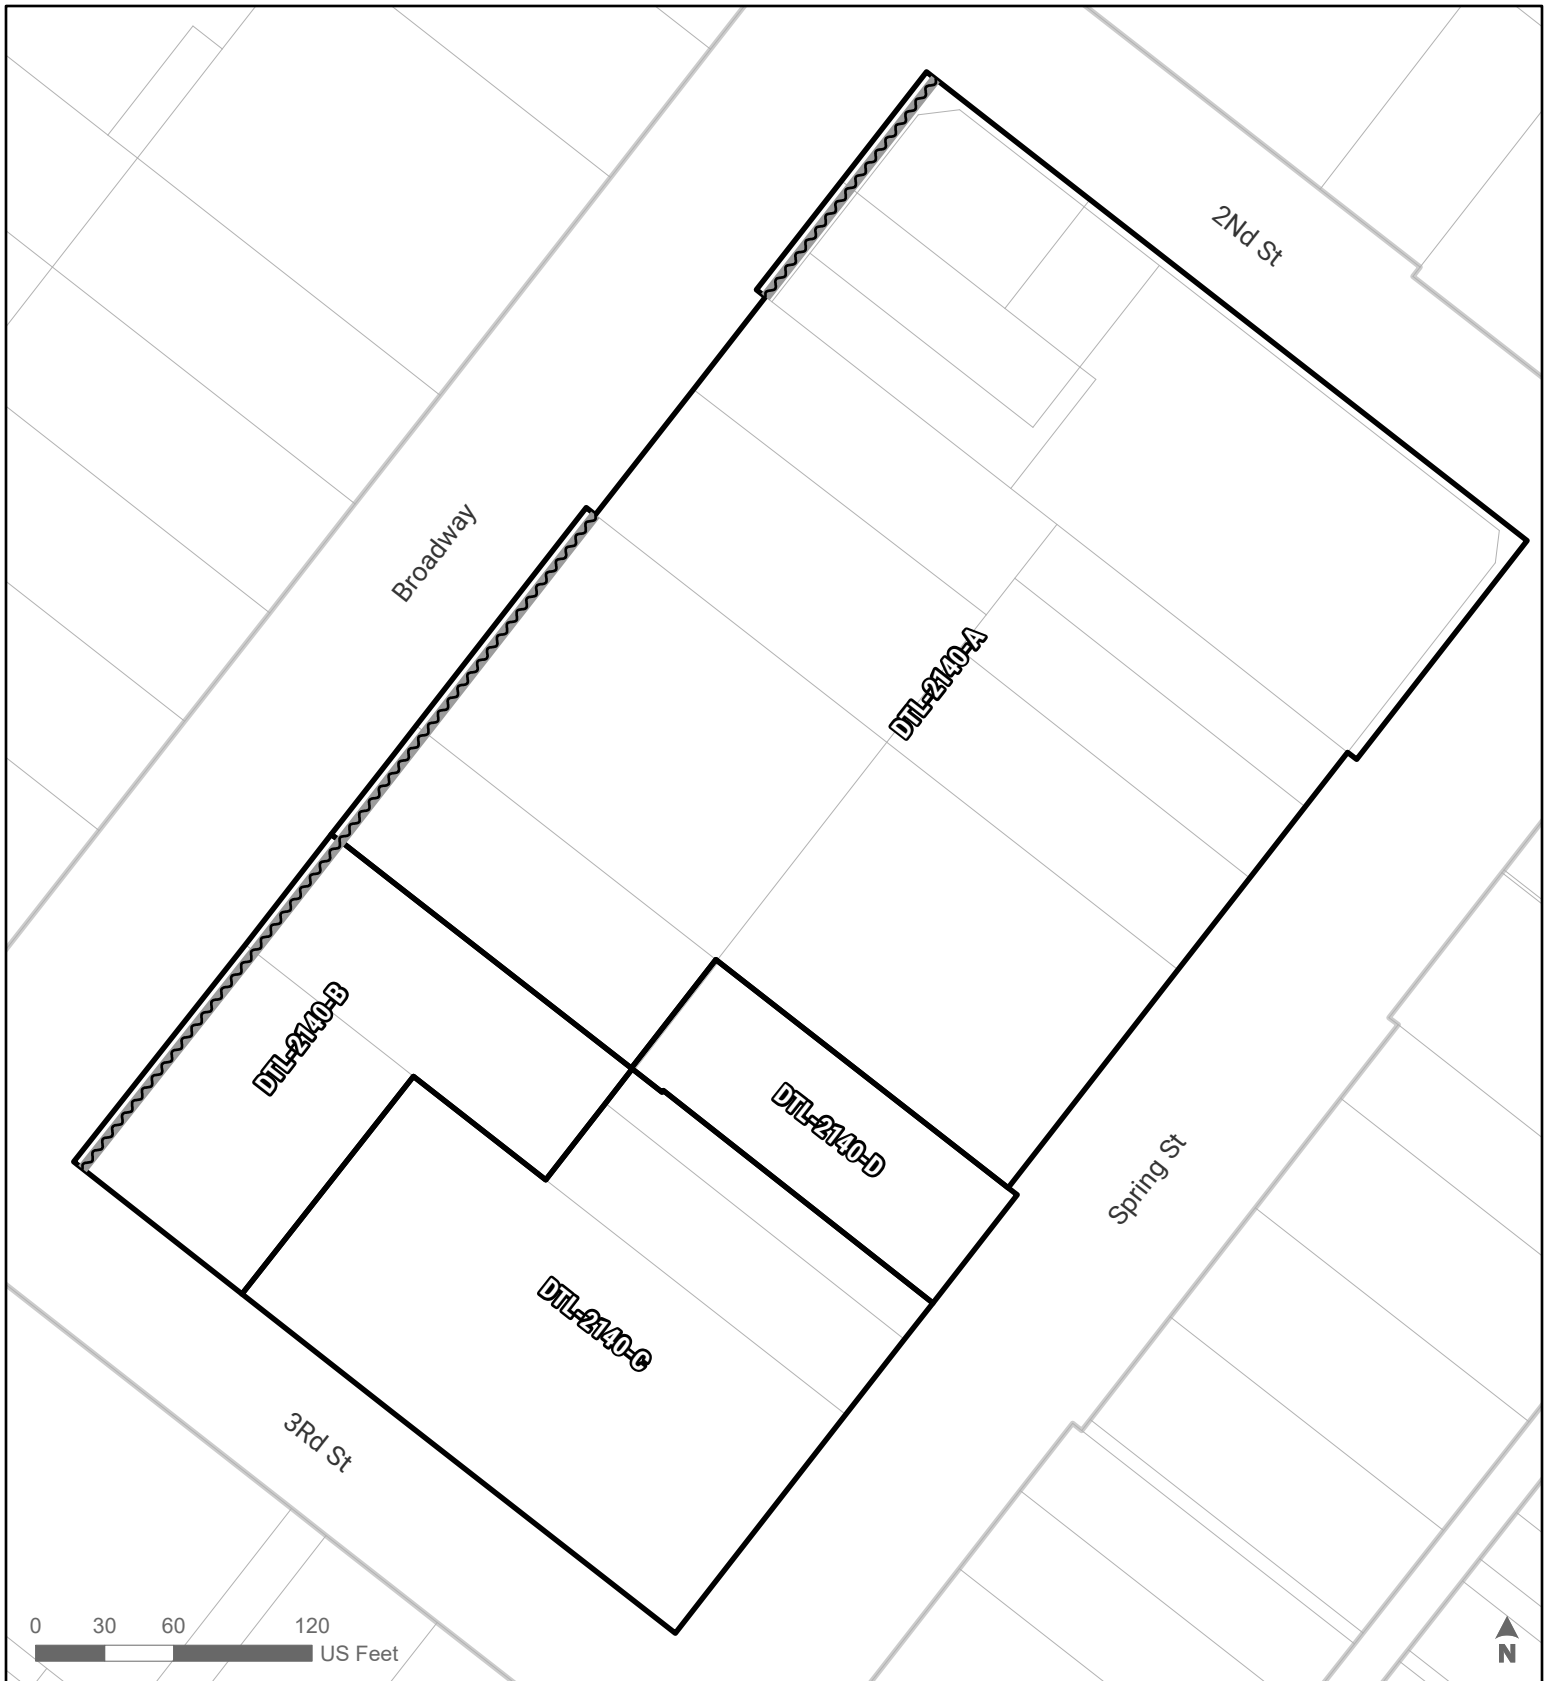 2Nd St
Broadway
DTL-2140-A
DTL-2140-B
DTL-2140-D
Spring St
DTL-2140-C
3Rd St
0 30 60 120
US Feet
N